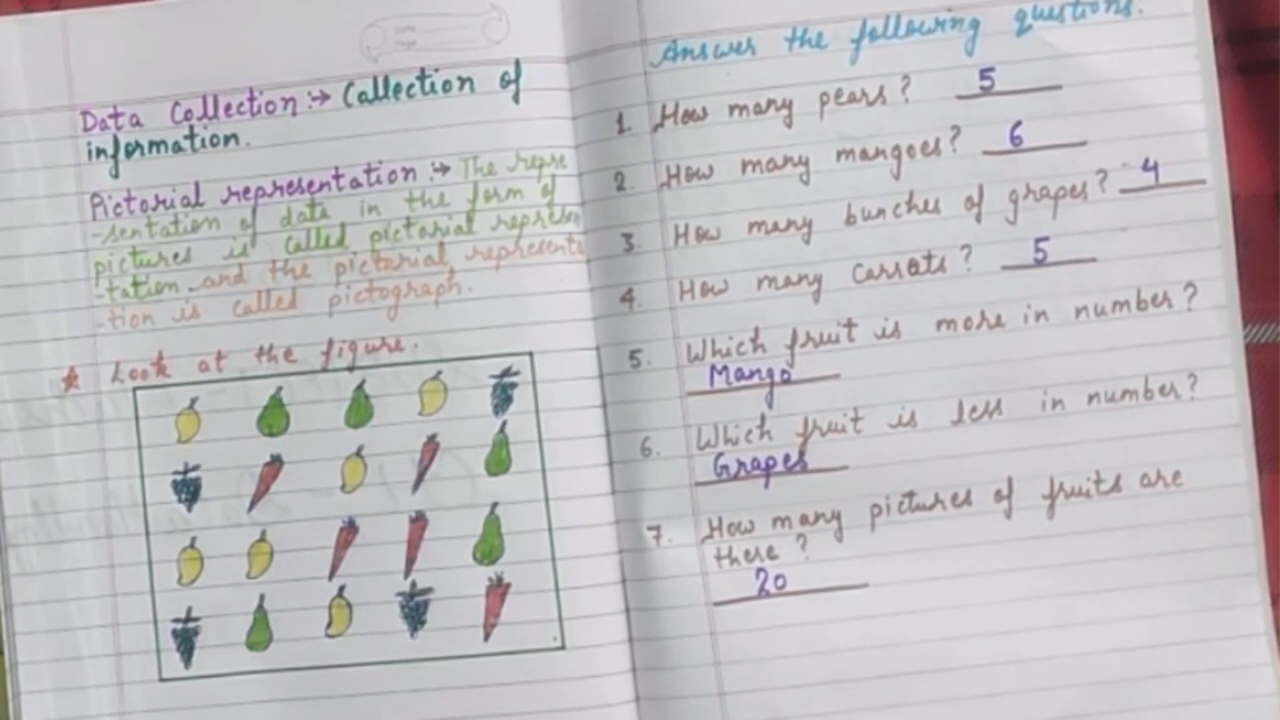 Data Collection :→ Collection of
information.
Pictorial representation :→ The repre
-sentation of data in the form of
pictures is called pictorial represen
-tation and the pictorial representa
-tion is called pictograph.
* Look at the figure.
Answer the following questions.
1. How many pears? 5
2. How many mangoes? 6
3. How many bunches of grapes? 4
4. How many carrots? 5
5. Which fruit is more in number?
Mango
6. Which fruit is less in number?
Grapes
7. How many pictures of fruits are
there?
20